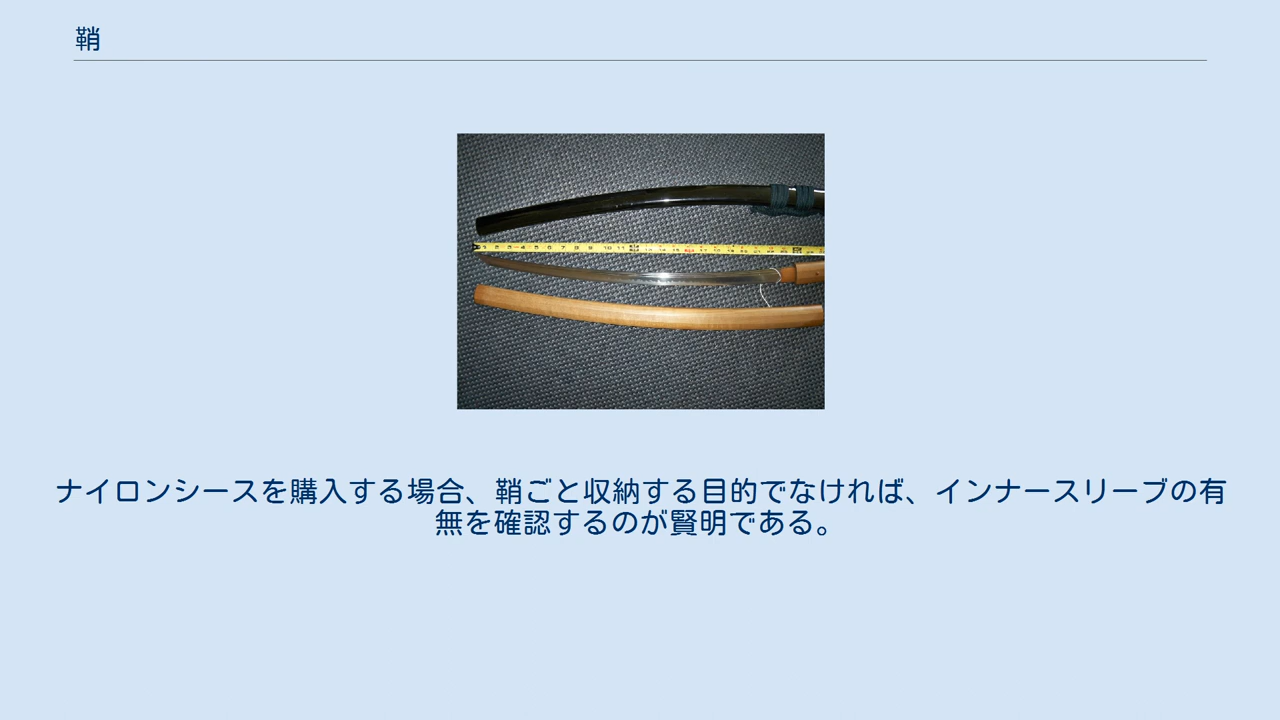 鞘
ナイロンシースを購入する場合、鞘ごと収納する目的でなければ、インナースリーブの有
無を確認するのが賢明である。